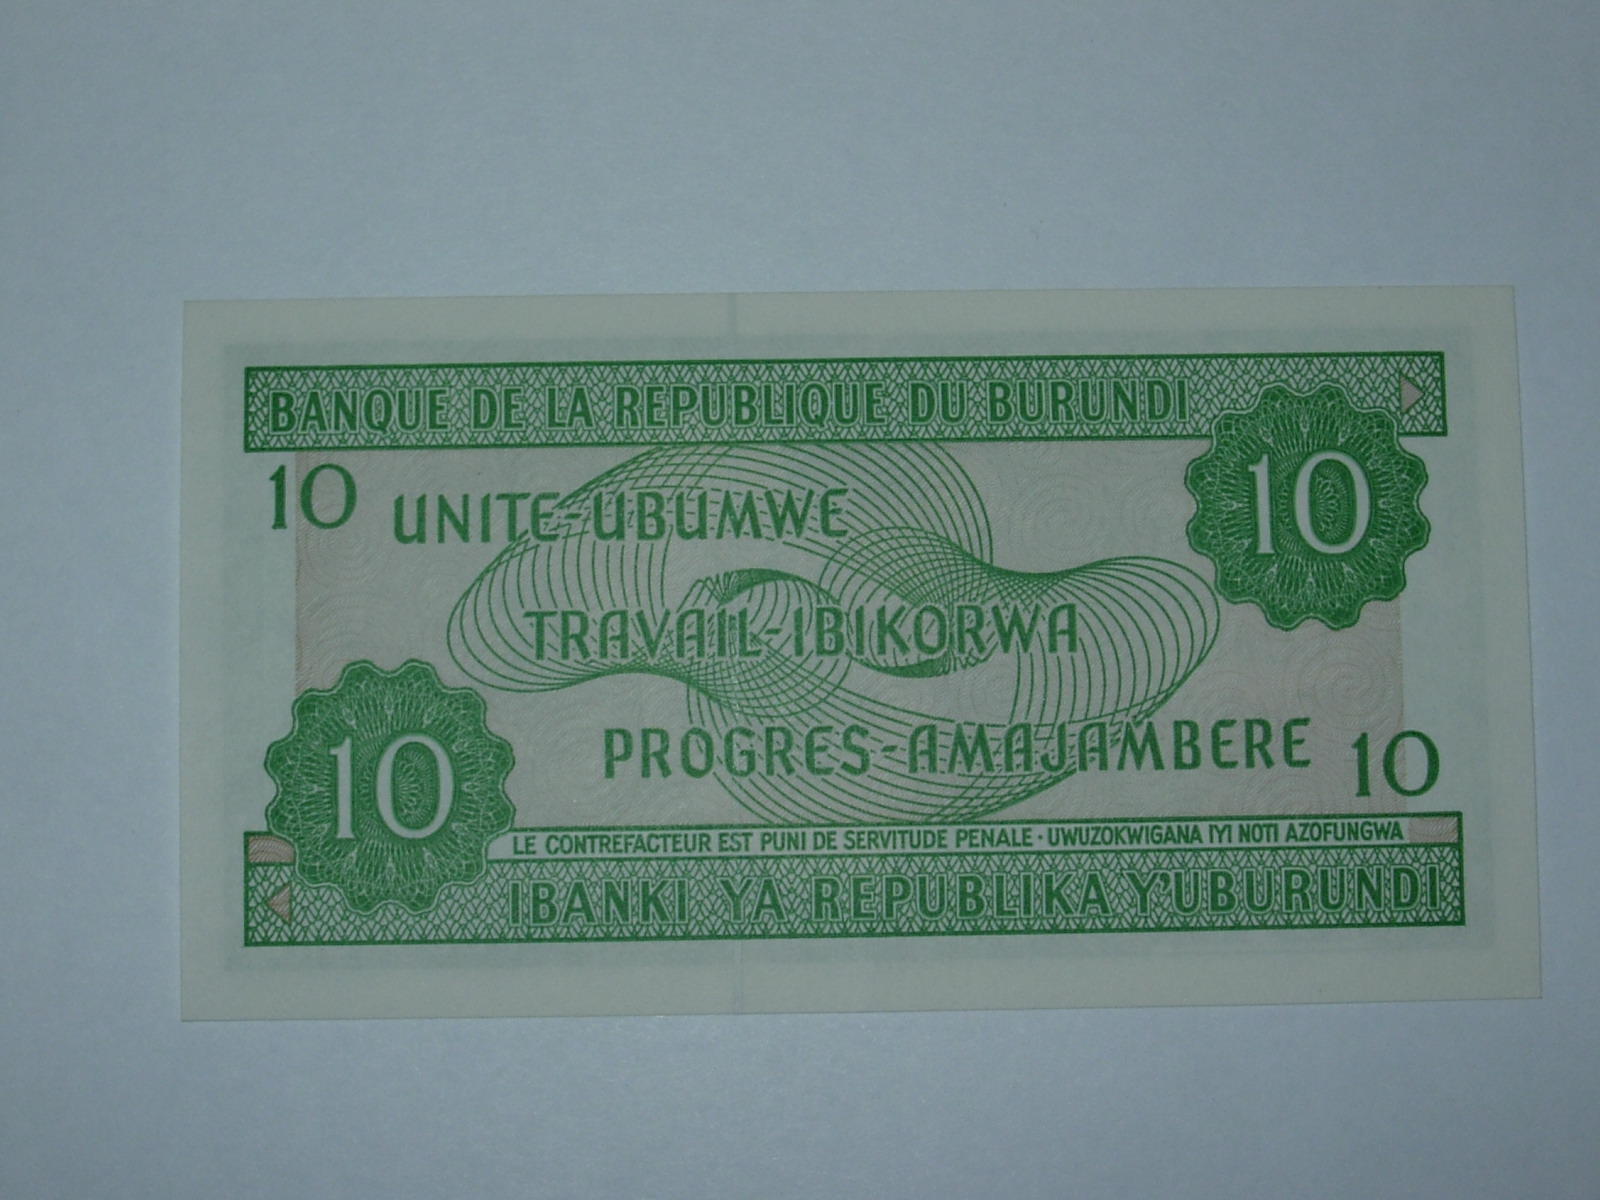 BANQUE DE LA REPUBLIQUE DU BURUNDI
10
10
UNITE-UBUMWE
TRAVAIL-IBIKORWA
PROGRES-AMAJAMBERE
10
10
LE CONTREFACTEUR EST PUNI DE SERVITUDE PENALE · UWUZOKWIGANA IYI NOTI AZOFUNGWA
IBANKI YA REPUBLIKA Y'UBURUNDI